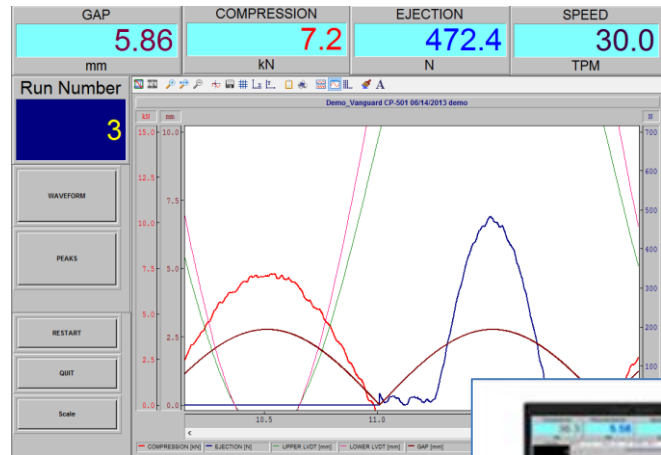 GAP COMPRESSION EJECTION SPEED
5.86 7.2 472.4 30.0
mm kN N TPM
Run Number
3
WAVEFORM
PEAKS
RESTART
QUIT
Scale
A
Demo_Vanguard CP-501 06/14/2013 demo
kN mm N
15.0 10.0 700
12.5 600
7.5
10.0 500
400
7.5 5.0
300
5.0
2.5 200
2.5
100
0.0 0.0
10.5 11.0
<
COMPRESSION [kN] EJECTION [N] UPPER LVDT [mm] LOWER LVDT [mm] GAP [mm]
36.3 5.58